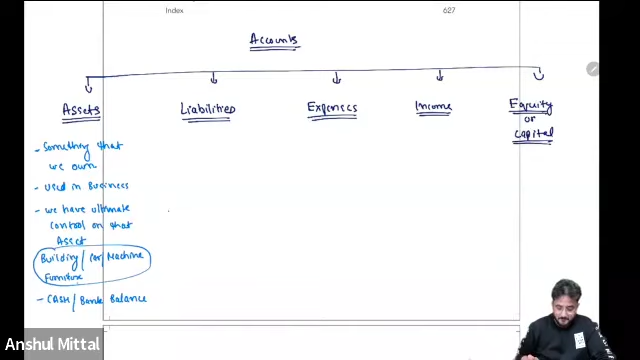 Index 627
Accounts
Assets Liabilities Expenses Income Equity
or
Capital
- Something that
we own
- used in Business
- we have ultimate
control on that
Asset
Building / Car / Machine
Furniture
- CASH / Bank Balance
Anshul Mittal